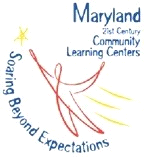 Maryland
21st Century
Community
Learning Centers
Soaring Beyond Expectations